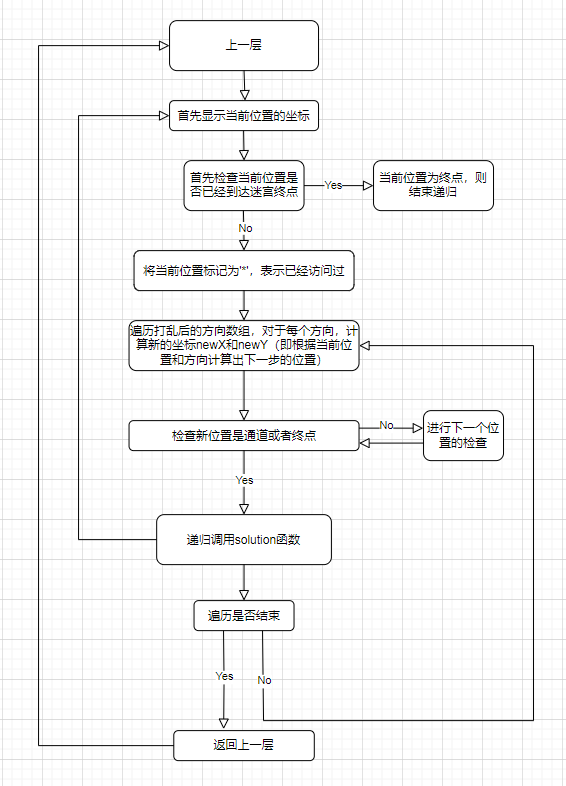 上一层
首先显示当前位置的坐标
首先检查当前位置是
否已经到达迷宫终点
Yes
当前位置为终点，则
结束递归
No
将当前位置标记为'*'，表示已经访问过
遍历打乱后的方向数组，对于每个方向，计
算新的坐标newX和newY（即根据当前位
置和方向计算出下一步的位置）
检查新位置是通道或者终点
No
进行下一个位
置的检查
Yes
递归调用solution函数
遍历是否结束
Yes
No
返回上一层